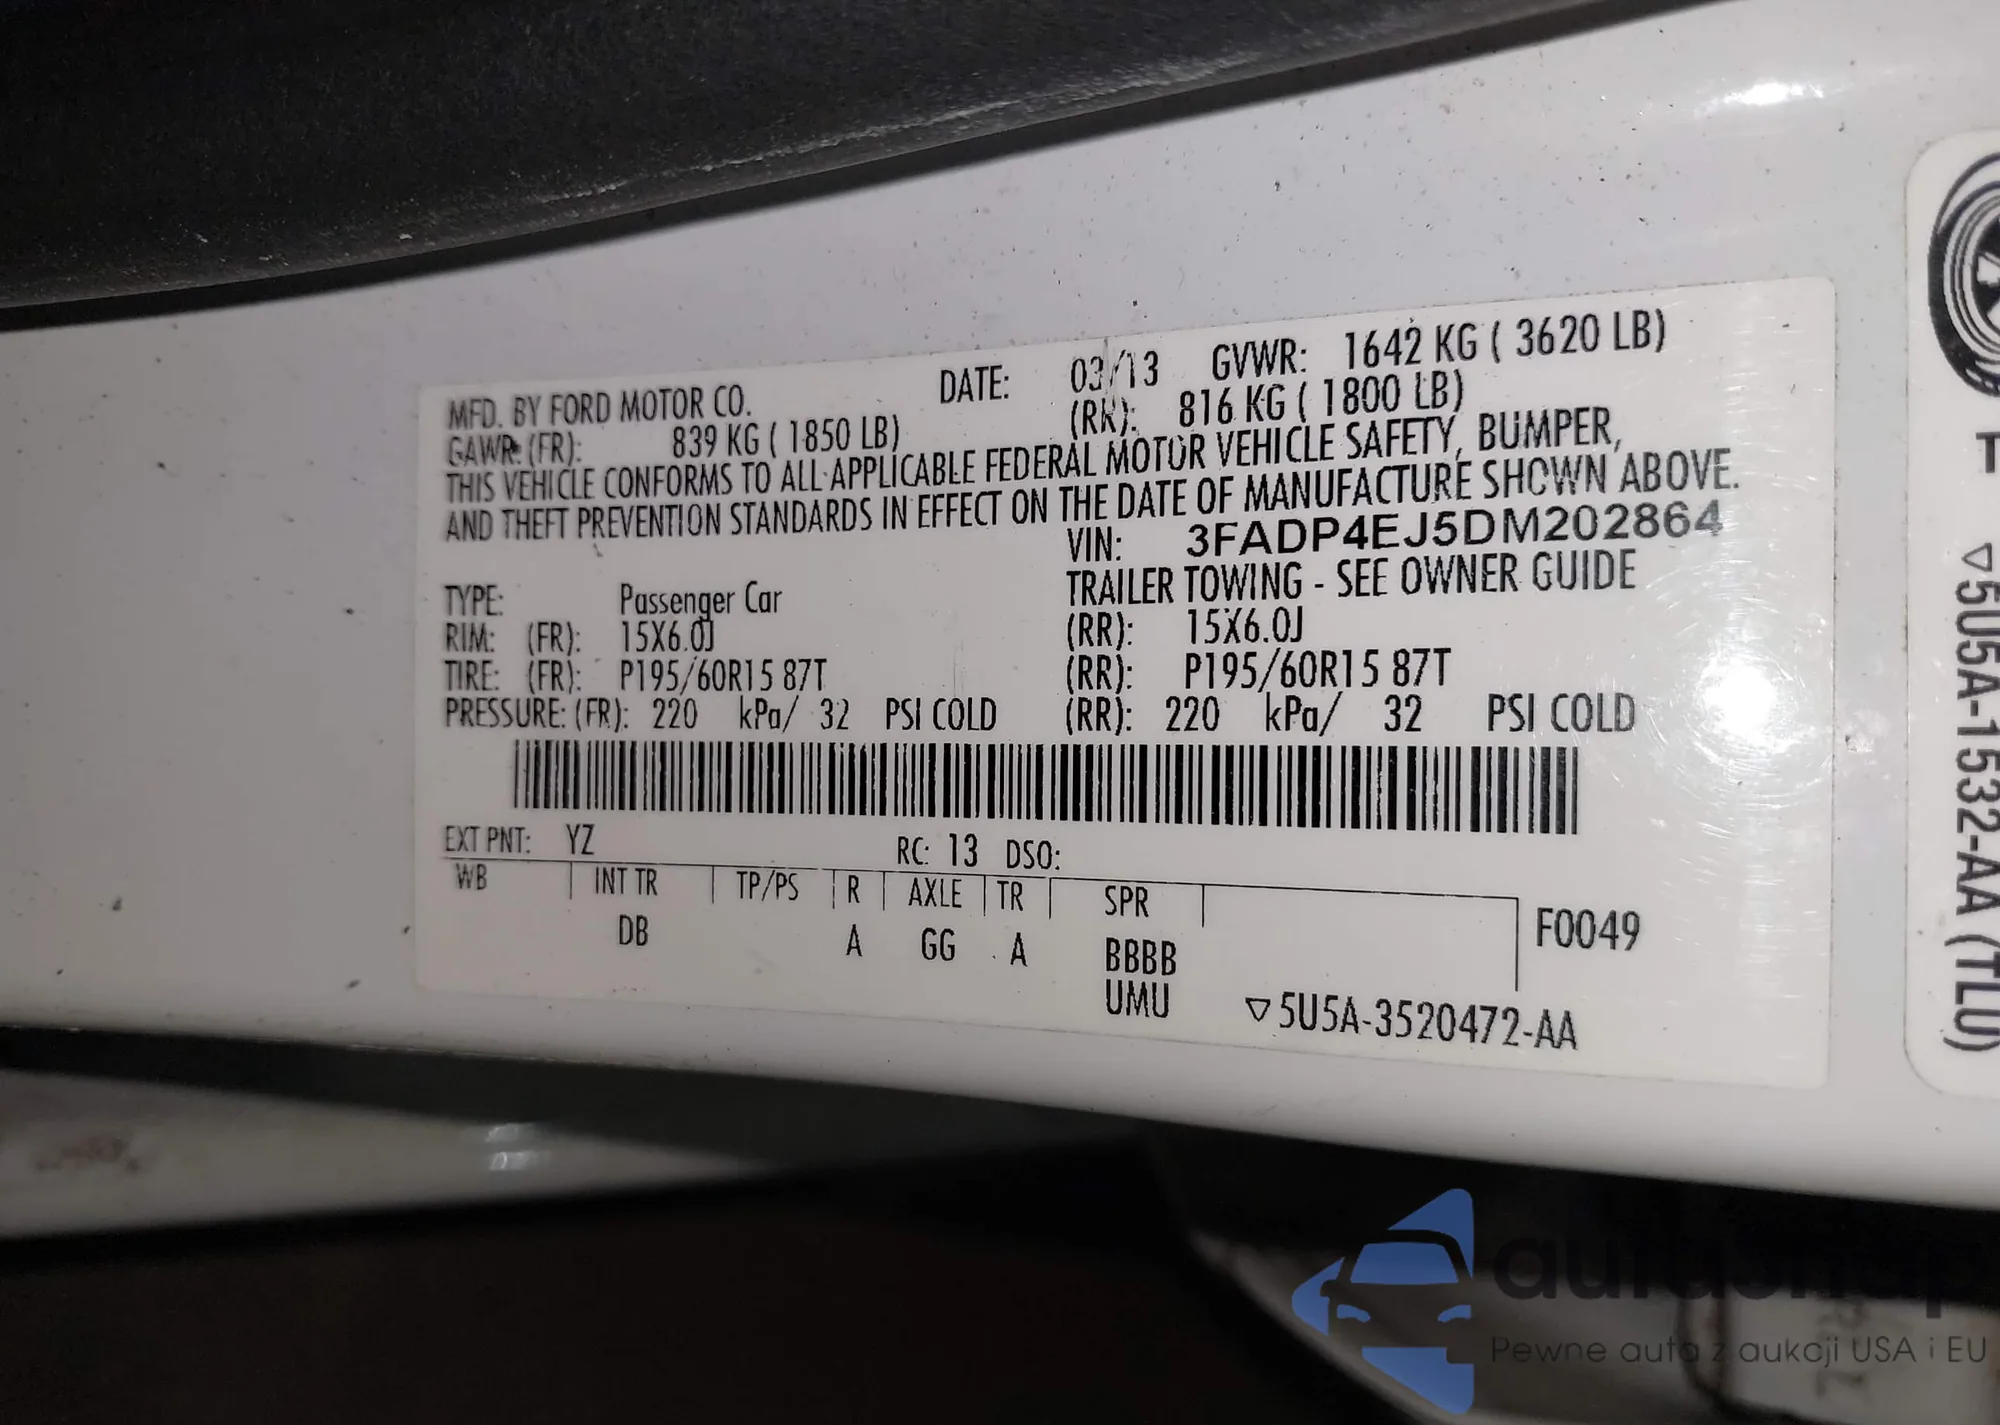 MFD. BY FORD MOTOR CO. DATE: 03/13 GVWR: 1642 KG ( 3620 LB)
GAWR: (FR): 839 KG ( 1850 LB) (RR): 816 KG ( 1800 LB)
THIS VEHICLE CONFORMS TO ALL APPLICABLE FEDERAL MOTOR VEHICLE SAFETY, BUMPER,
AND THEFT PREVENTION STANDARDS IN EFFECT ON THE DATE OF MANUFACTURE SHOWN ABOVE.
VIN: 3FADP4EJ5DM202864
TYPE: Passenger Car TRAILER TOWING - SEE OWNER GUIDE
RIM: (FR): 15X6.0J (RR): 15X6.0J
TIRE: (FR): P195/60R15 87T (RR): P195/60R15 87T
PRESSURE: (FR): 220 kPa/ 32 PSI COLD (RR): 220 kPa/ 32 PSI COLD
EXT PNT: YZ RC: 13 DSO:
WB INT TR TP/PS R AXLE TR SPR
DB A GG A BBBB F0049
UMU ▽5U5A-3520472-AA
T
▽5U5A-1532-AA (TLU)
Pewne auta z aukcji USA i EU